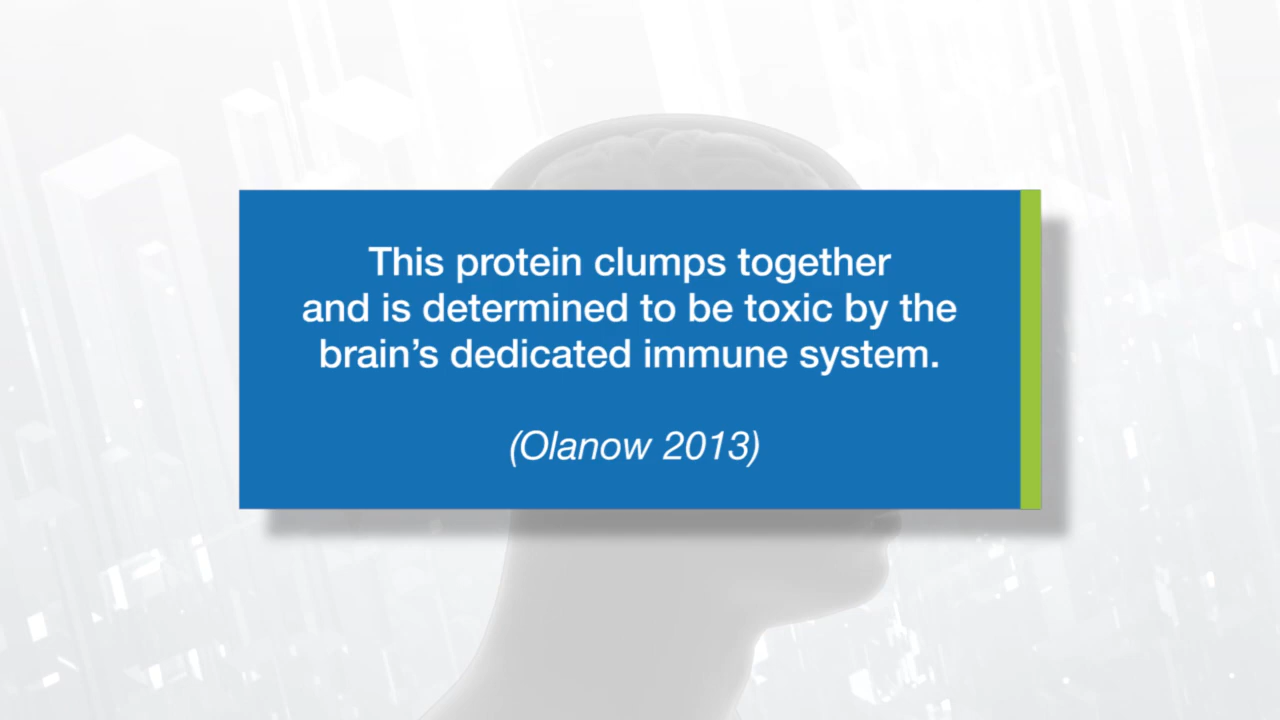 This protein clumps together
and is determined to be toxic by the
brain’s dedicated immune system.
(Olanow 2013)